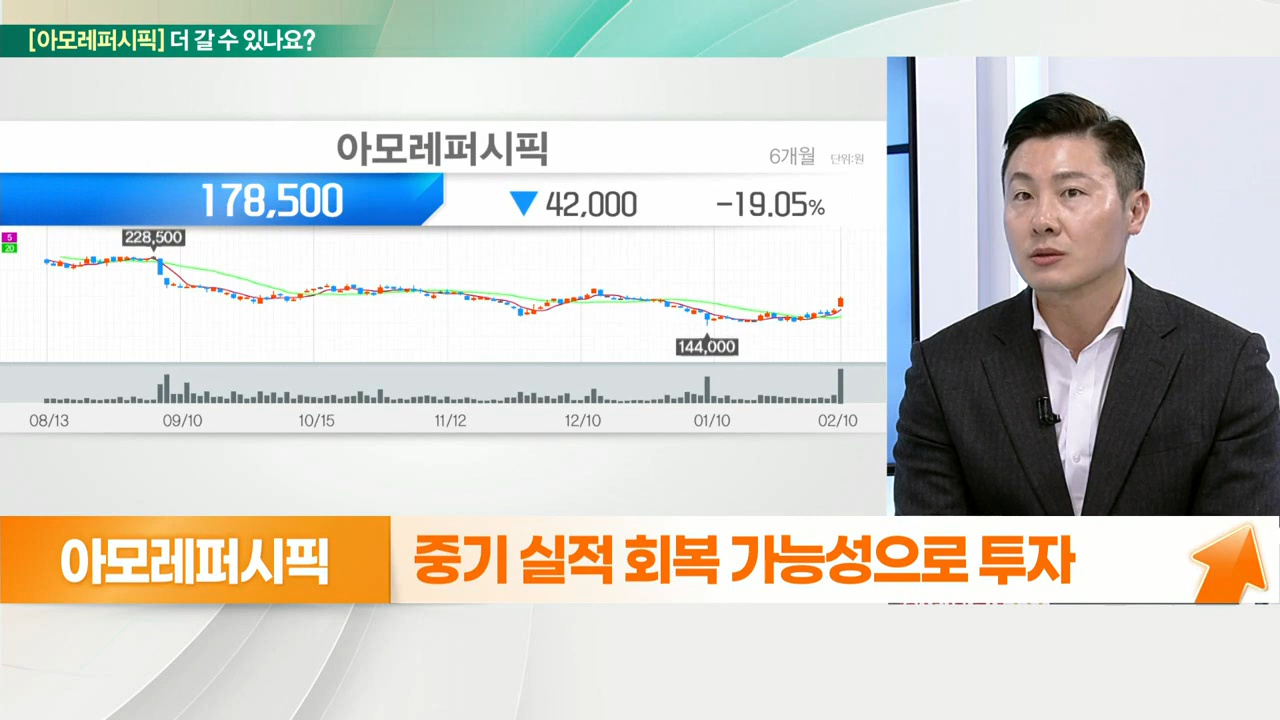 [아모레퍼시픽] 더 갈 수 있나요?
아모레퍼시픽
6개월 단위:원
178,500 ▼ 42,000 -19.05%
5
20
228,500
144,000
08/13 09/10 10/15 11/12 12/10 01/10 02/10
아모레퍼시픽 중기 실적 회복 가능성으로 투자